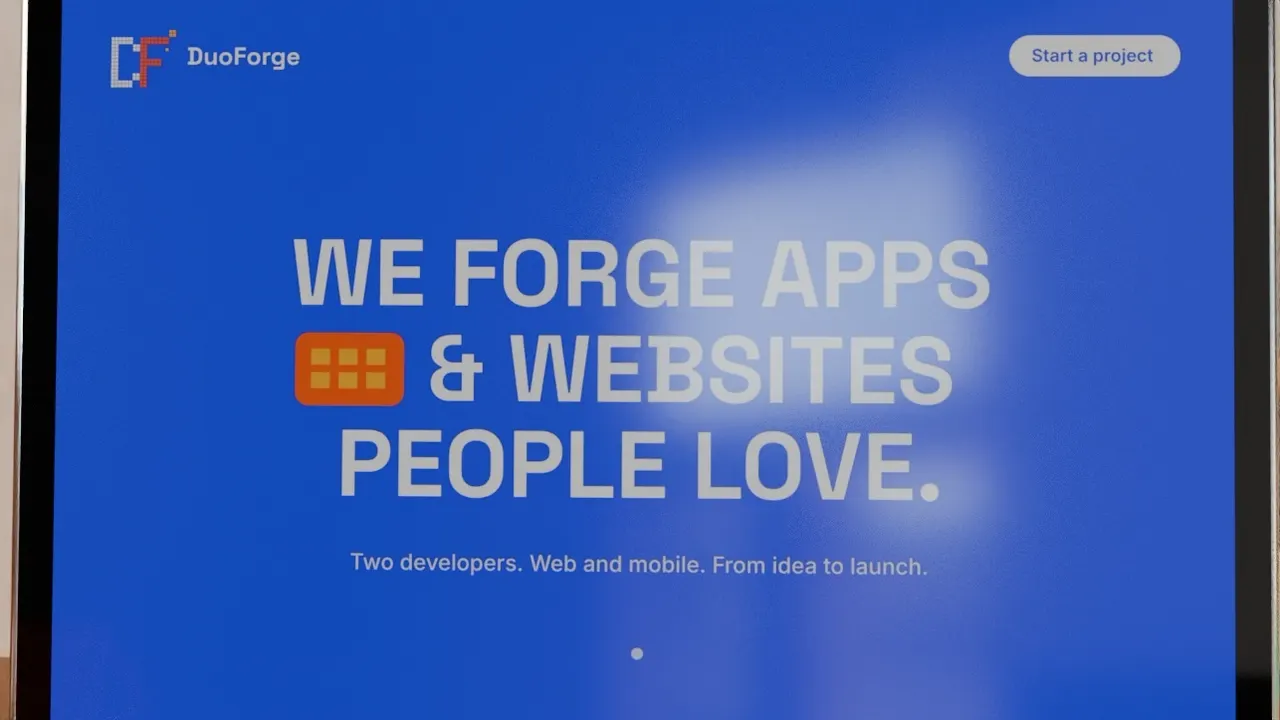 DuoForge
Start a project
WE FORGE APPS
& WEBSITES
PEOPLE LOVE.
Two developers. Web and mobile. From idea to launch.